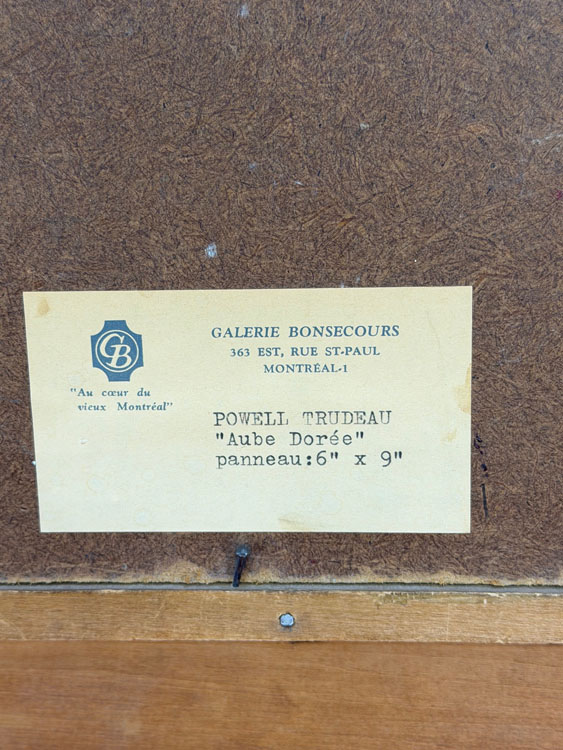 GB
"Au cœur du
vieux Montréal"
GALERIE BONSECOURS
363 EST, RUE ST-PAUL
MONTRÉAL-1
POWELL TRUDEAU
"Aube Dorée"
panneau:6" x 9"